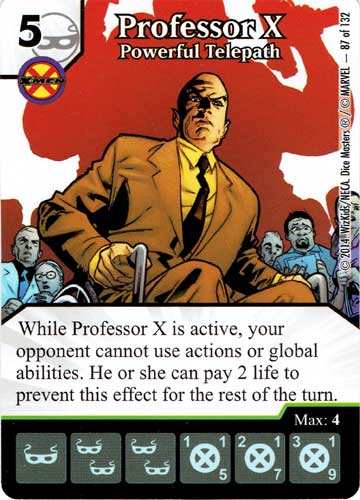 5
Professor X
Powerful Telepath
X-MEN
© 2014 WizKids/NECA. Dice Masters ® / © MARVEL — 87 of 132
While Professor X is active, your
opponent cannot use actions or global
abilities. He or she can pay 2 life to
prevent this effect for the rest of the turn.
Max: 4
1 1 5
2 1 7
3 1 9